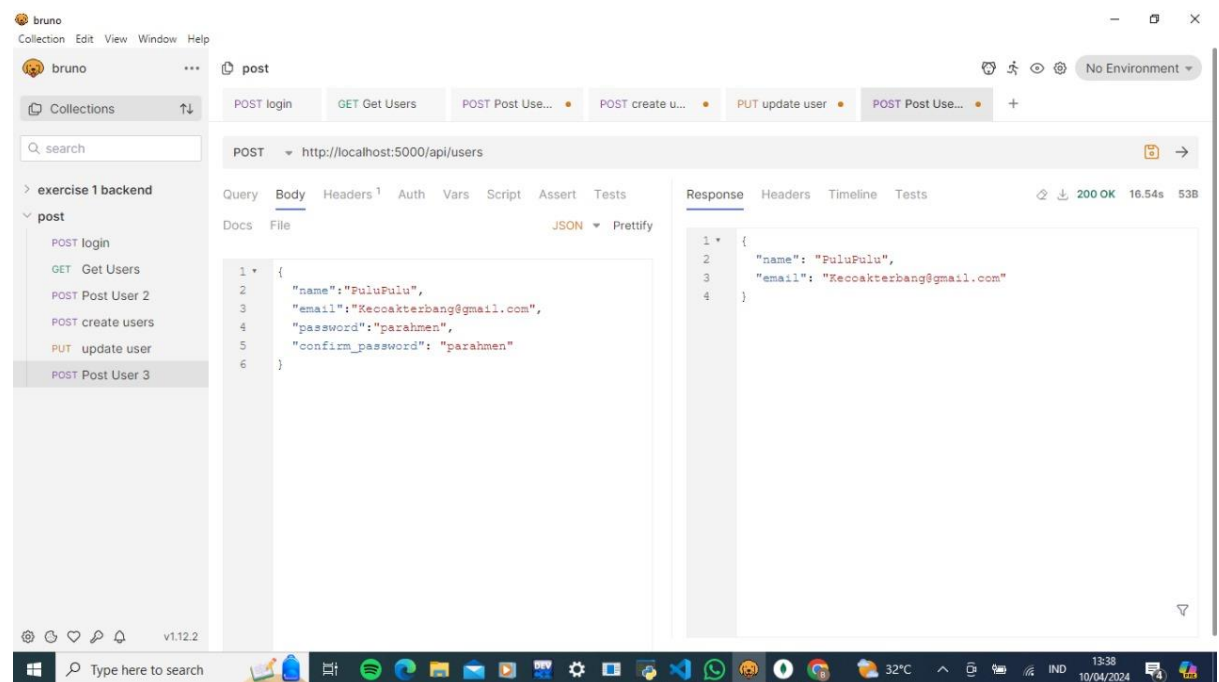 bruno
Collection Edit View Window Help
bruno ... post No Environment
Collections POST login GET Get Users POST Post Use... POST create u... PUT update user POST Post Use... +
search POST http://localhost:5000/api/users
exercise 1 backend Query Body Headers 1 Auth Vars Script Assert Tests Response Headers Timeline Tests 200 OK 16.54s 53B
post Docs File JSON Prettify
POST login
GET Get Users
POST Post User 2
POST create users
PUT update user
POST Post User 3
1 {
2 "name":"PuluPulu",
3 "email":"Kecoakterbang@gmail.com",
4 "password":"parahmen",
5 "confirm_password": "parahmen"
6 }
1 {
2 "name": "PuluPulu",
3 "email": "Kecoakterbang@gmail.com"
4 }
v1.12.2
Type here to search 32°C IND 13:38
10/04/2024 4